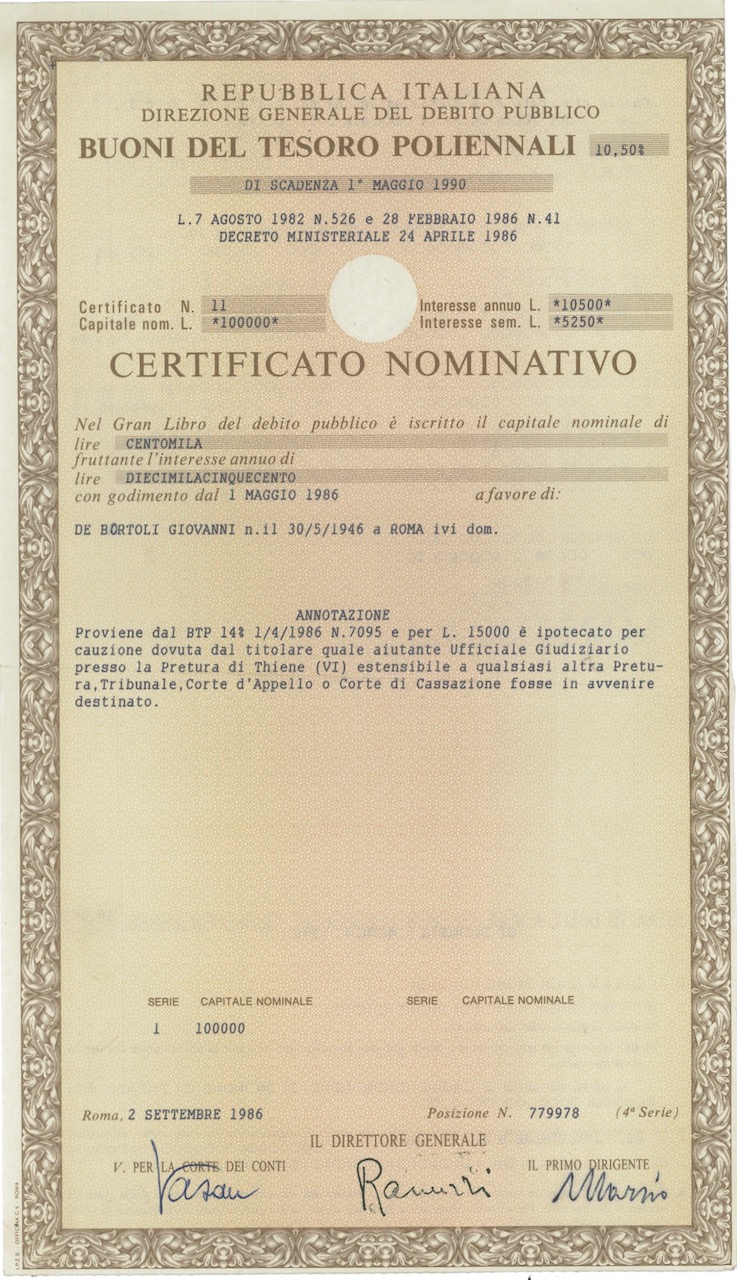 REPUBBLICA ITALIANA
DIREZIONE GENERALE DEL DEBITO PUBBLICO
BUONI DEL TESORO POLIENNALI 10,50%
DI SCADENZA 1° MAGGIO 1990
L.7 AGOSTO 1982 N.526 e 28 FEBBRAIO 1986 N.41
DECRETO MINISTERIALE 24 APRILE 1986
Certificato N. 11 Interesse annuo L. *10500*
Capitale nom. L. *100000* Interesse sem. L. *5250*
CERTIFICATO NOMINATIVO
Nel Gran Libro del debito pubblico è iscritto il capitale nominale di
lire CENTOMILA
fruttante l'interesse annuo di
lire DIECIMILACINQUECENTO
con godimento dal 1 MAGGIO 1986 a favore di:
DE BORTOLI GIOVANNI n.il 30/5/1946 a ROMA ivi dom.
ANNOTAZIONE
Proviene dal BTP 14% 1/4/1986 N.7095 e per L. 15000 è ipotecato per
cauzione dovuta dal titolare quale aiutante Ufficiale Giudiziario
presso la Pretura di Thiene (VI) estensibile a qualsiasi altra Pretu-
ra,Tribunale,Corte d'Appello o Corte di Cassazione fosse in avvenire
destinato.
SERIE CAPITALE NOMINALE SERIE CAPITALE NOMINALE
1 100000
Roma, 2 SETTEMBRE 1986 Posizione N. 779978 (4ª Serie)
IL DIRETTORE GENERALE
V. PER LA CORTE DEI CONTI IL PRIMO DIRIGENTE
I.P.Z.S. OFFICINA C.V. ROMA